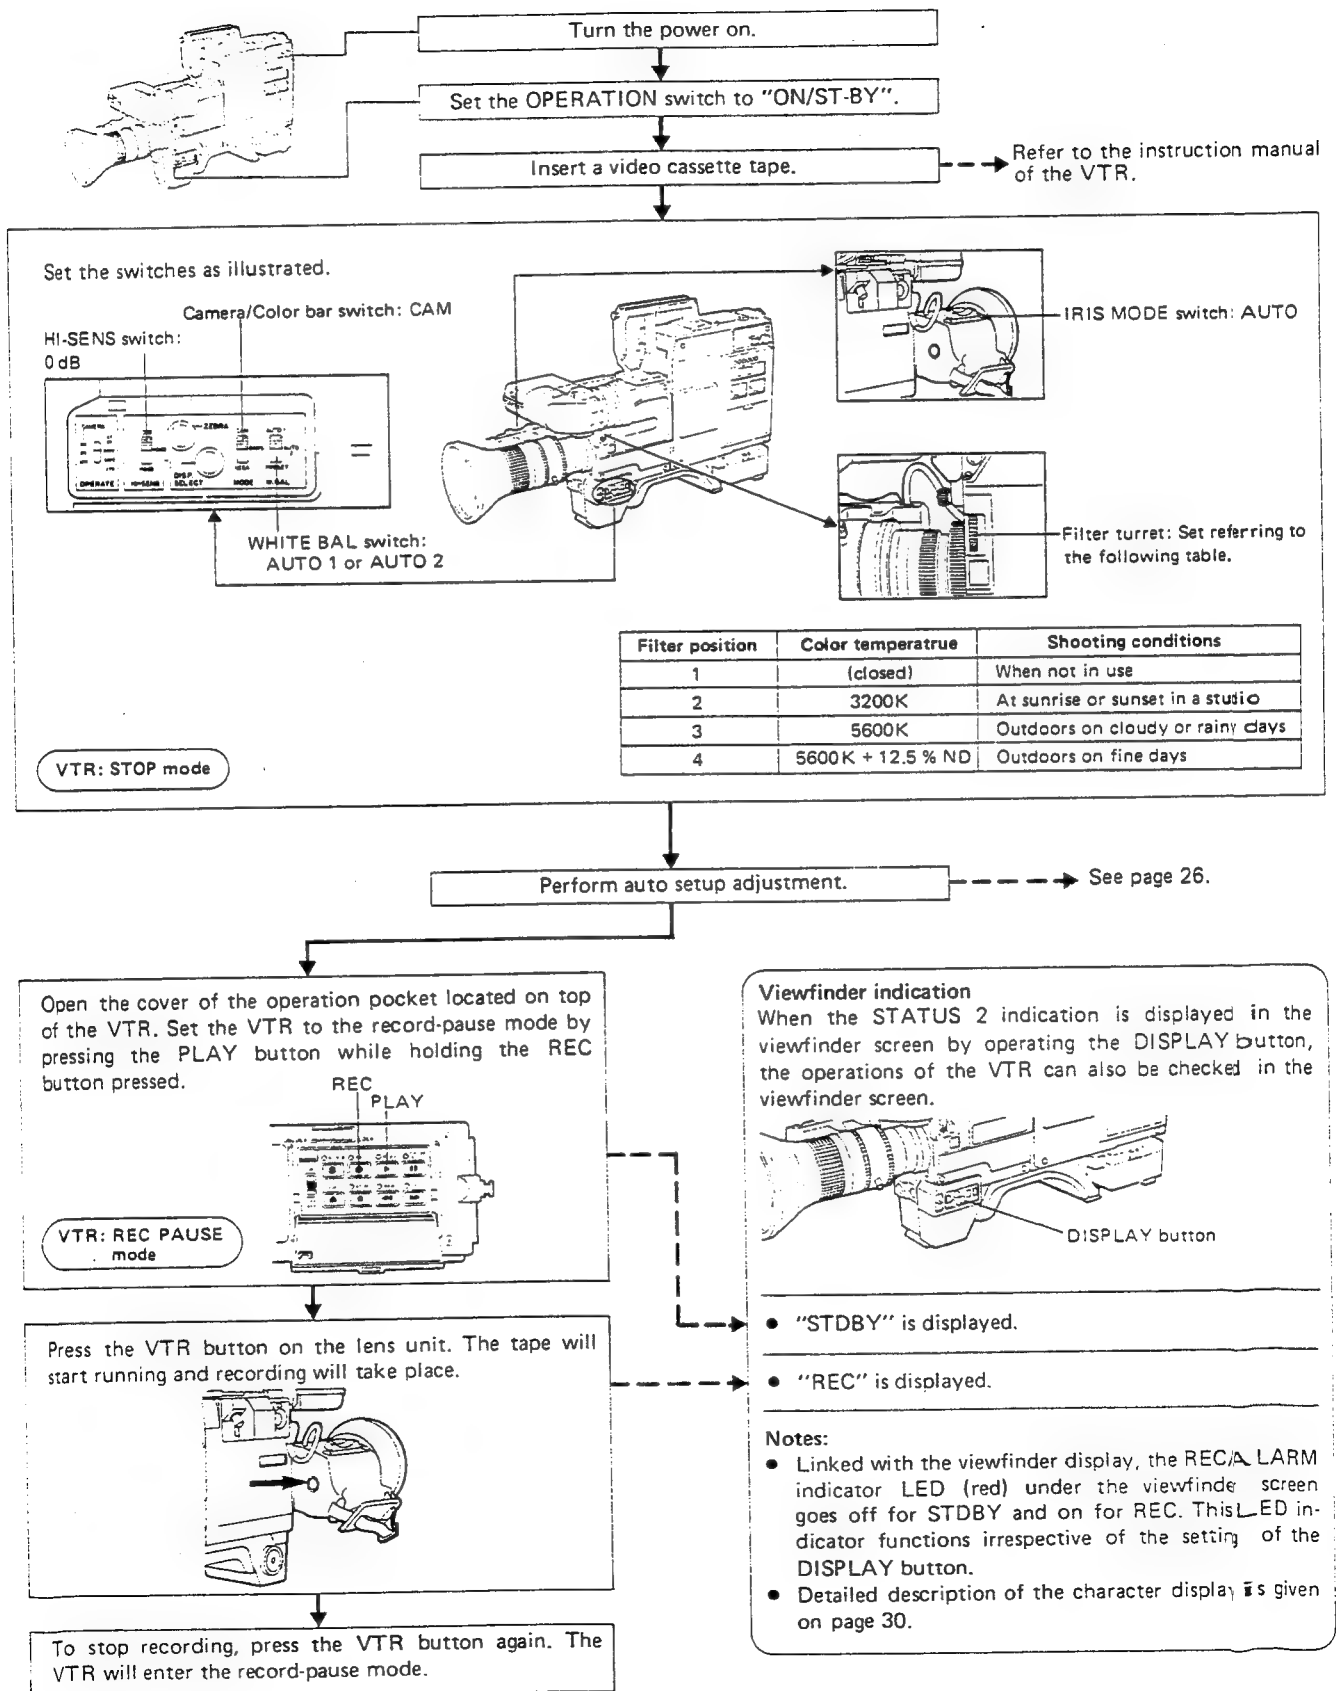 Turn the power on.
Set the OPERATION switch to "ON/ST-BY".
Insert a video cassette tape.
Refer to the instruction manual
of the VTR.
Set the switches as illustrated.
Camera/Color bar switch: CAM
HI-SENS switch:
0 dB
ZEBRA
OPERATE
HI-SENS
DISP.
SELECT
MODE
W.BAL
WHITE BAL switch:
AUTO 1 or AUTO 2
IRIS MODE switch: AUTO
Filter turret: Set referring to
the following table.
Filter position Color temperatrue Shooting conditions
1 (closed) When not in use
2 3200K At sunrise or sunset in a studio
3 5600K Outdoors on cloudy or rainy days
4 5600K + 12.5 % ND Outdoors on fine days
VTR: STOP mode
Perform auto setup adjustment.
See page 26.
Open the cover of the operation pocket located on top
of the VTR. Set the VTR to the record-pause mode by
pressing the PLAY button while holding the REC
button pressed.
REC
PLAY
VTR: REC PAUSE
mode
Press the VTR button on the lens unit. The tape will
start running and recording will take place.
To stop recording, press the VTR button again. The
VTR will enter the record-pause mode.
Viewfinder indication
When the STATUS 2 indication is displayed in the
viewfinder screen by operating the DISPLAY button,
the operations of the VTR can also be checked in the
viewfinder screen.
DISPLAY button
● "STDBY" is displayed.
● "REC" is displayed.
Notes:
● Linked with the viewfinder display, the REC/ALARM
indicator LED (red) under the viewfinder screen
goes off for STDBY and on for REC. This LED in-
dicator functions irrespective of the setting of the
DISPLAY button.
● Detailed description of the character display is given
on page 30.